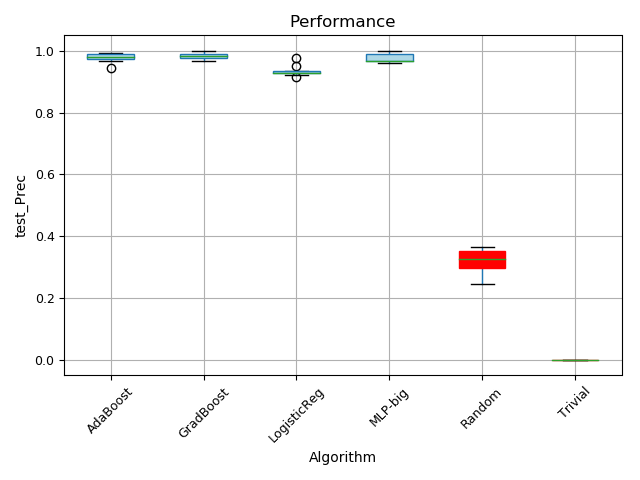 Performance
1.0
0.8
0.6
0.4
0.2
0.0
test_Prec
AdaBoost
GradBoost
LogisticReg
MLP-big
Random
Trivial
Algorithm